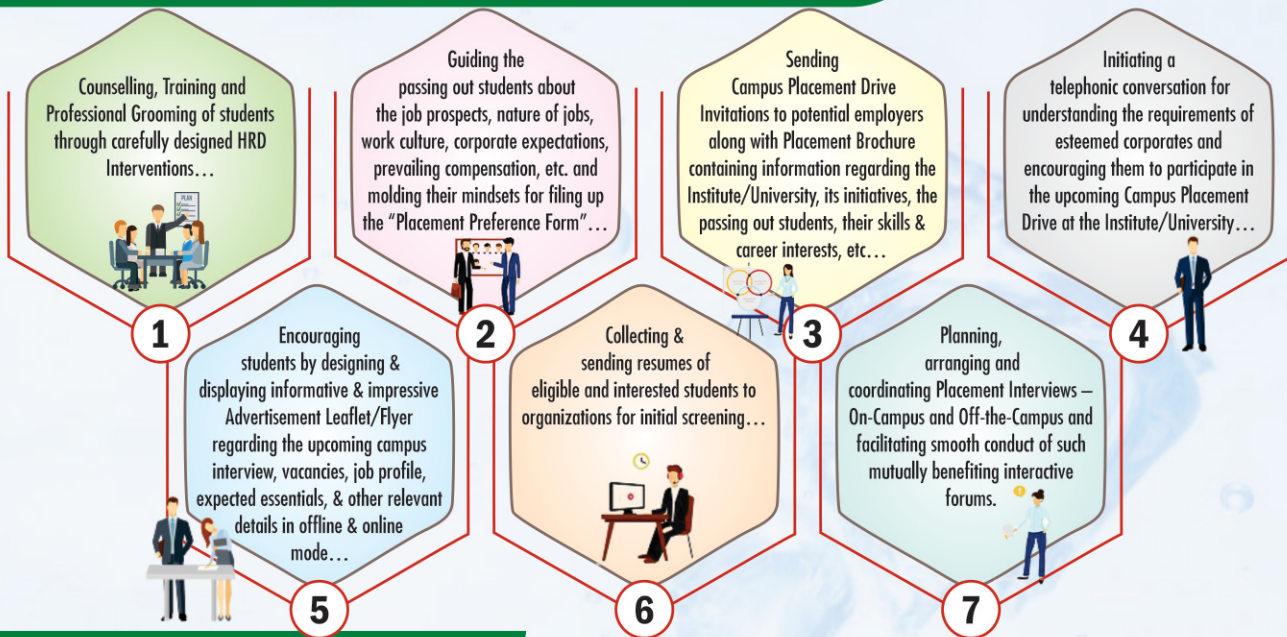 Counselling, Training and
Professional Grooming of students
through carefully designed HRD
Interventions...
1
Guiding the
passing out students about
the job prospects, nature of jobs,
work culture, corporate expectations,
prevailing compensation, etc. and
molding their mindsets for filing up
the “Placement Preference Form”...
2
Sending
Campus Placement Drive
Invitations to potential employers
along with Placement Brochure
containing information regarding the
Institute/University, its initiatives, the
passing out students, their skills &
career interests, etc...
3
Initiating a
telephonic conversation for
understanding the requirements of
esteemed corporates and
encouraging them to participate in
the upcoming Campus Placement
Drive at the Institute/University...
4
Encouraging
students by designing &
displaying informative & impressive
Advertisement Leaflet/Flyer
regarding the upcoming campus
interview, vacancies, job profile,
expected essentials, & other relevant
details in offline & online
mode...
5
Collecting &
sending resumes of
eligible and interested students to
organizations for initial screening...
6
Planning,
arranging and
coordinating Placement Interviews –
On-Campus and Off-the-Campus and
facilitating smooth conduct of such
mutually benefiting interactive
forums.
7
PLAN